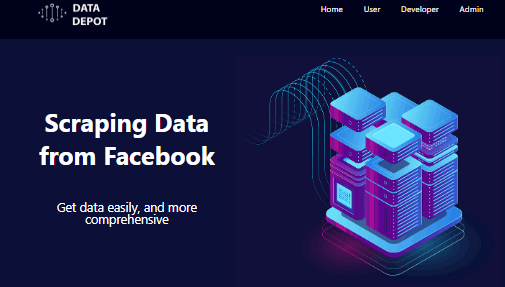 DATA
DEPOT
Home User Developer Admin
Scraping Data
from Facebook
Get data easily, and more
comprehensive